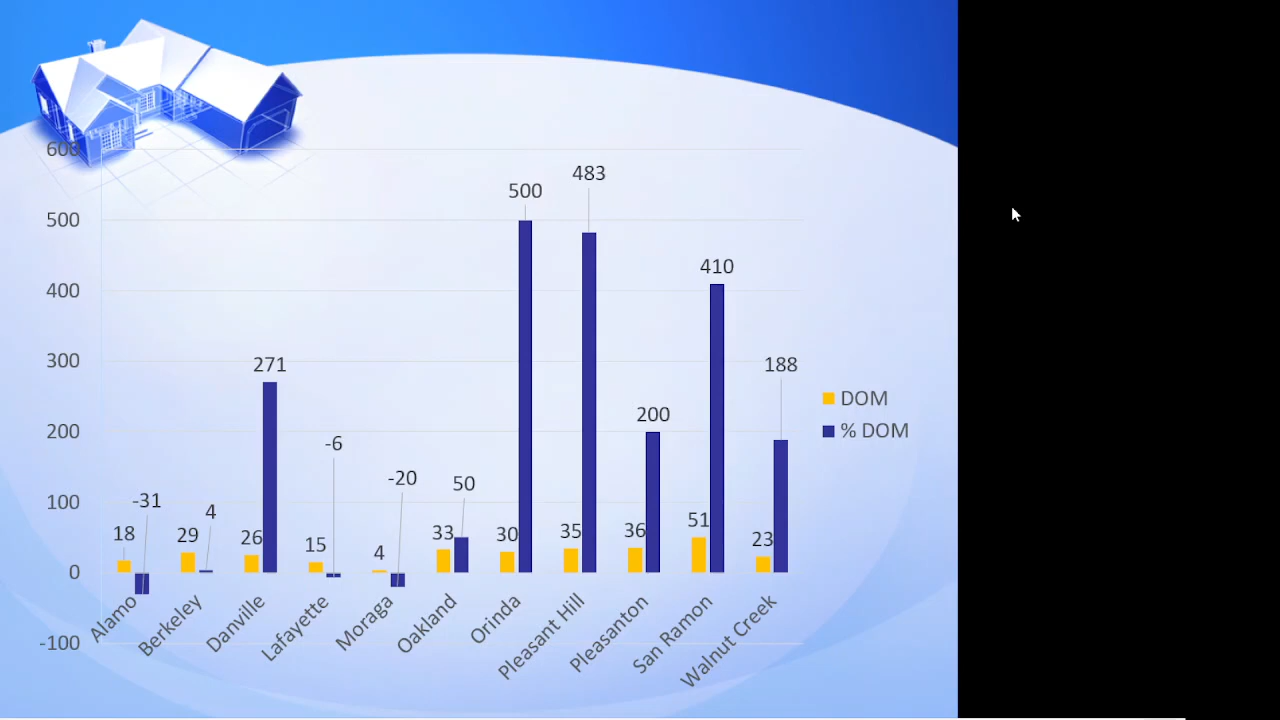 600
500
400
300
200
100
0
-100
18
-31
29
4
26
271
15
-6
4
-20
33
50
30
500
35
483
36
200
51
410
23
188
Alamo
Berkeley
Danville
Lafayette
Moraga
Oakland
Orinda
Pleasant Hill
Pleasanton
San Ramon
Walnut Creek
DOM
% DOM